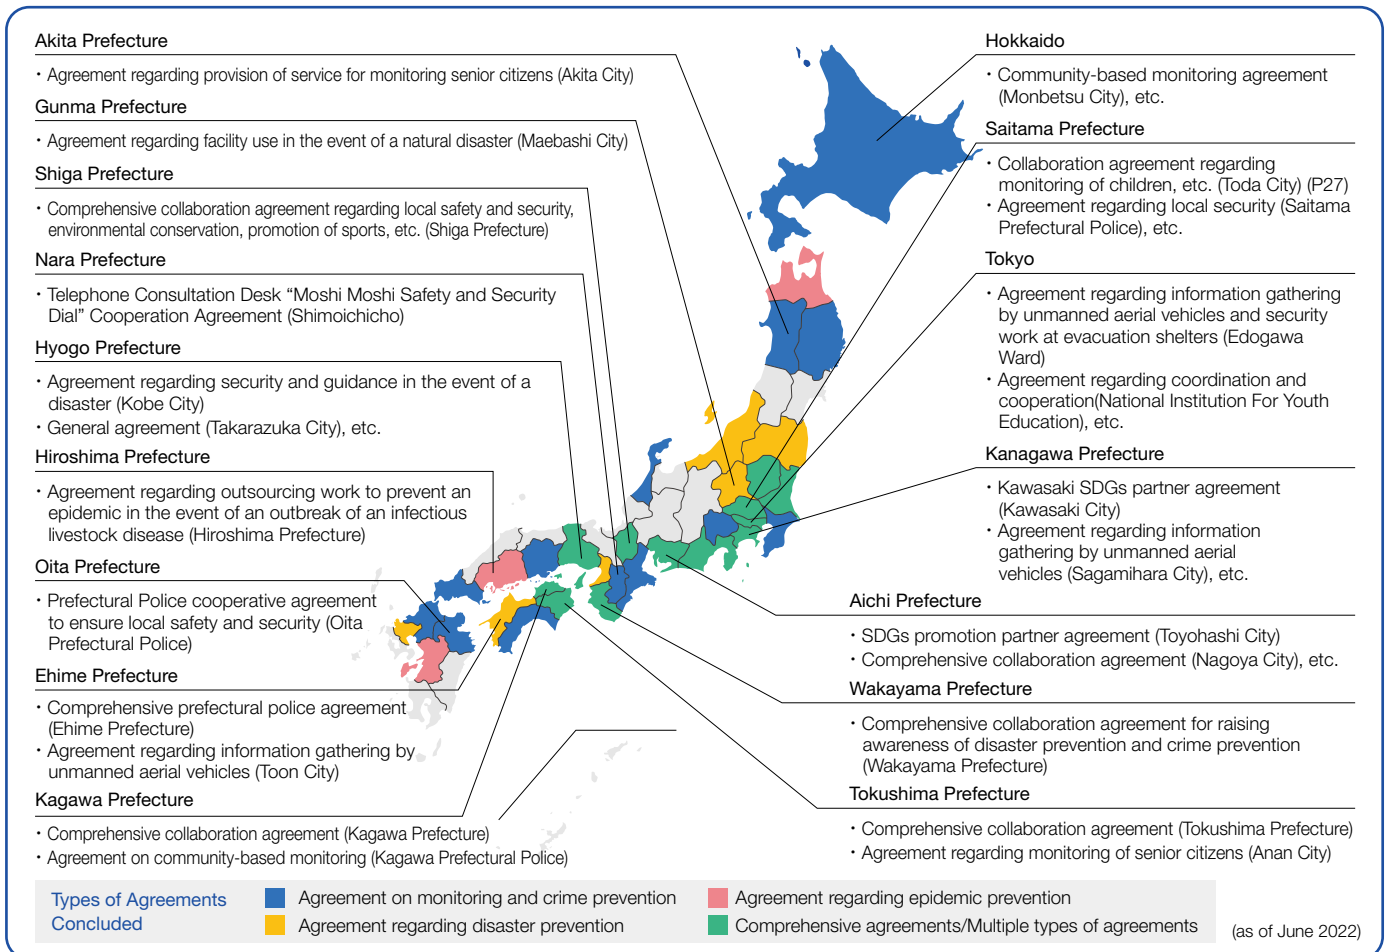 Akita Prefecture
・Agreement regarding provision of service for monitoring senior citizens (Akita City)
Gunma Prefecture
・Agreement regarding facility use in the event of a natural disaster (Maebashi City)
Shiga Prefecture
・Comprehensive collaboration agreement regarding local safety and security,
environmental conservation, promotion of sports, etc. (Shiga Prefecture)
Nara Prefecture
・Telephone Consultation Desk “Moshi Moshi Safety and Security
Dial” Cooperation Agreement (Shimoichicho)
Hyogo Prefecture
・Agreement regarding security and guidance in the event of a
disaster (Kobe City)
・General agreement (Takarazuka City), etc.
Hiroshima Prefecture
・Agreement regarding outsourcing work to prevent an
epidemic in the event of an outbreak of an infectious
livestock disease (Hiroshima Prefecture)
Oita Prefecture
・Prefectural Police cooperative agreement
to ensure local safety and security (Oita
Prefectural Police)
Ehime Prefecture
・Comprehensive prefectural police agreement
(Ehime Prefecture)
・Agreement regarding information gathering by
unmanned aerial vehicles (Toon City)
Kagawa Prefecture
・Comprehensive collaboration agreement (Kagawa Prefecture)
・Agreement on community-based monitoring (Kagawa Prefectural Police)
Hokkaido
・Community-based monitoring agreement
(Monbetsu City), etc.
Saitama Prefecture
・Collaboration agreement regarding
monitoring of children, etc. (Toda City) (P27)
・Agreement regarding local security (Saitama
Prefectural Police), etc.
Tokyo
・Agreement regarding information gathering
by unmanned aerial vehicles and security
work at evacuation shelters (Edogawa
Ward)
・Agreement regarding coordination and
cooperation(National Institution For Youth
Education), etc.
Kanagawa Prefecture
・Kawasaki SDGs partner agreement
(Kawasaki City)
・Agreement regarding information
gathering by unmanned aerial
vehicles (Sagamihara City), etc.
Aichi Prefecture
・SDGs promotion partner agreement (Toyohashi City)
・Comprehensive collaboration agreement (Nagoya City), etc.
Wakayama Prefecture
・Comprehensive collaboration agreement for raising
awareness of disaster prevention and crime prevention
(Wakayama Prefecture)
Tokushima Prefecture
・Comprehensive collaboration agreement (Tokushima Prefecture)
・Agreement regarding monitoring of senior citizens (Anan City)
Types of Agreements
Concluded
Agreement on monitoring and crime prevention
Agreement regarding disaster prevention
Agreement regarding epidemic prevention
Comprehensive agreements/Multiple types of agreements
(as of June 2022)